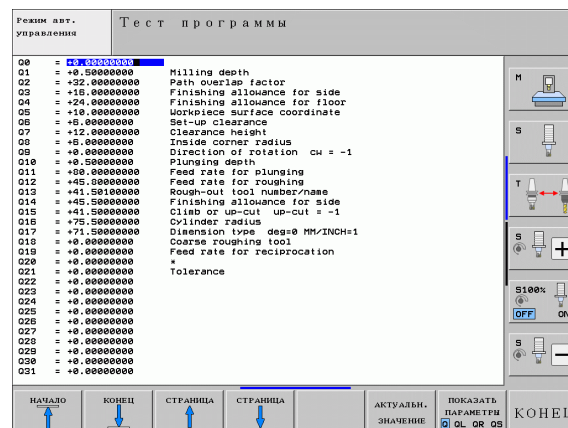 Режим авт.
управления
Тест программы
Q0 = +0.00000000
Q1 = +0.50000000 Milling depth
Q2 = +32.00000000 Path overlap factor
Q3 = +16.00000000 Finishing allowance for side
Q4 = +24.00000000 Finishing allowance for floor
Q5 = +10.00000000 Workpiece surface coordinate
Q6 = +6.00000000 Set-up clearance
Q7 = +12.00000000 Clearance height
Q8 = +6.00000000 Inside corner radius
Q9 = +0.00000000 Direction of rotation cw = -1
Q10 = +0.50000000 Plunging depth
Q11 = +80.00000000 Feed rate for plunging
Q12 = +45.80000000 Feed rate for roughing
Q13 = +41.50100000 Rough-out tool number/name
Q14 = +45.50000000 Finishing allowance for side
Q15 = +41.50000000 Climb or up-cut up-cut = -1
Q16 = +75.50000000 Cylinder radius
Q17 = +71.50000000 Dimension type deg=0 MM/INCH=1
Q18 = +0.00000000 Coarse roughing tool
Q19 = +0.00000000 Feed rate for reciprocation
Q20 = +0.00000000 *
Q21 = +0.00000000 Tolerance
Q22 = +0.00000000
Q23 = +0.00000000
Q24 = +0.00000000
Q25 = +0.00000000
Q26 = +0.00000000
Q27 = +0.00000000
Q28 = +0.00000000
Q29 = +0.00000000
Q30 = +0.00000000
Q31 = +0.00000000
M
S
T
S
+
S100%
OFF ON
S
–
НАЧАЛО КОНЕЦ СТРАНИЦА СТРАНИЦА
АКТУАЛЬН.
ЗНАЧЕНИЕ
ПОКАЗАТЬ
ПАРАМЕТРЫ
Q QL QR QS
КОНЕЦ